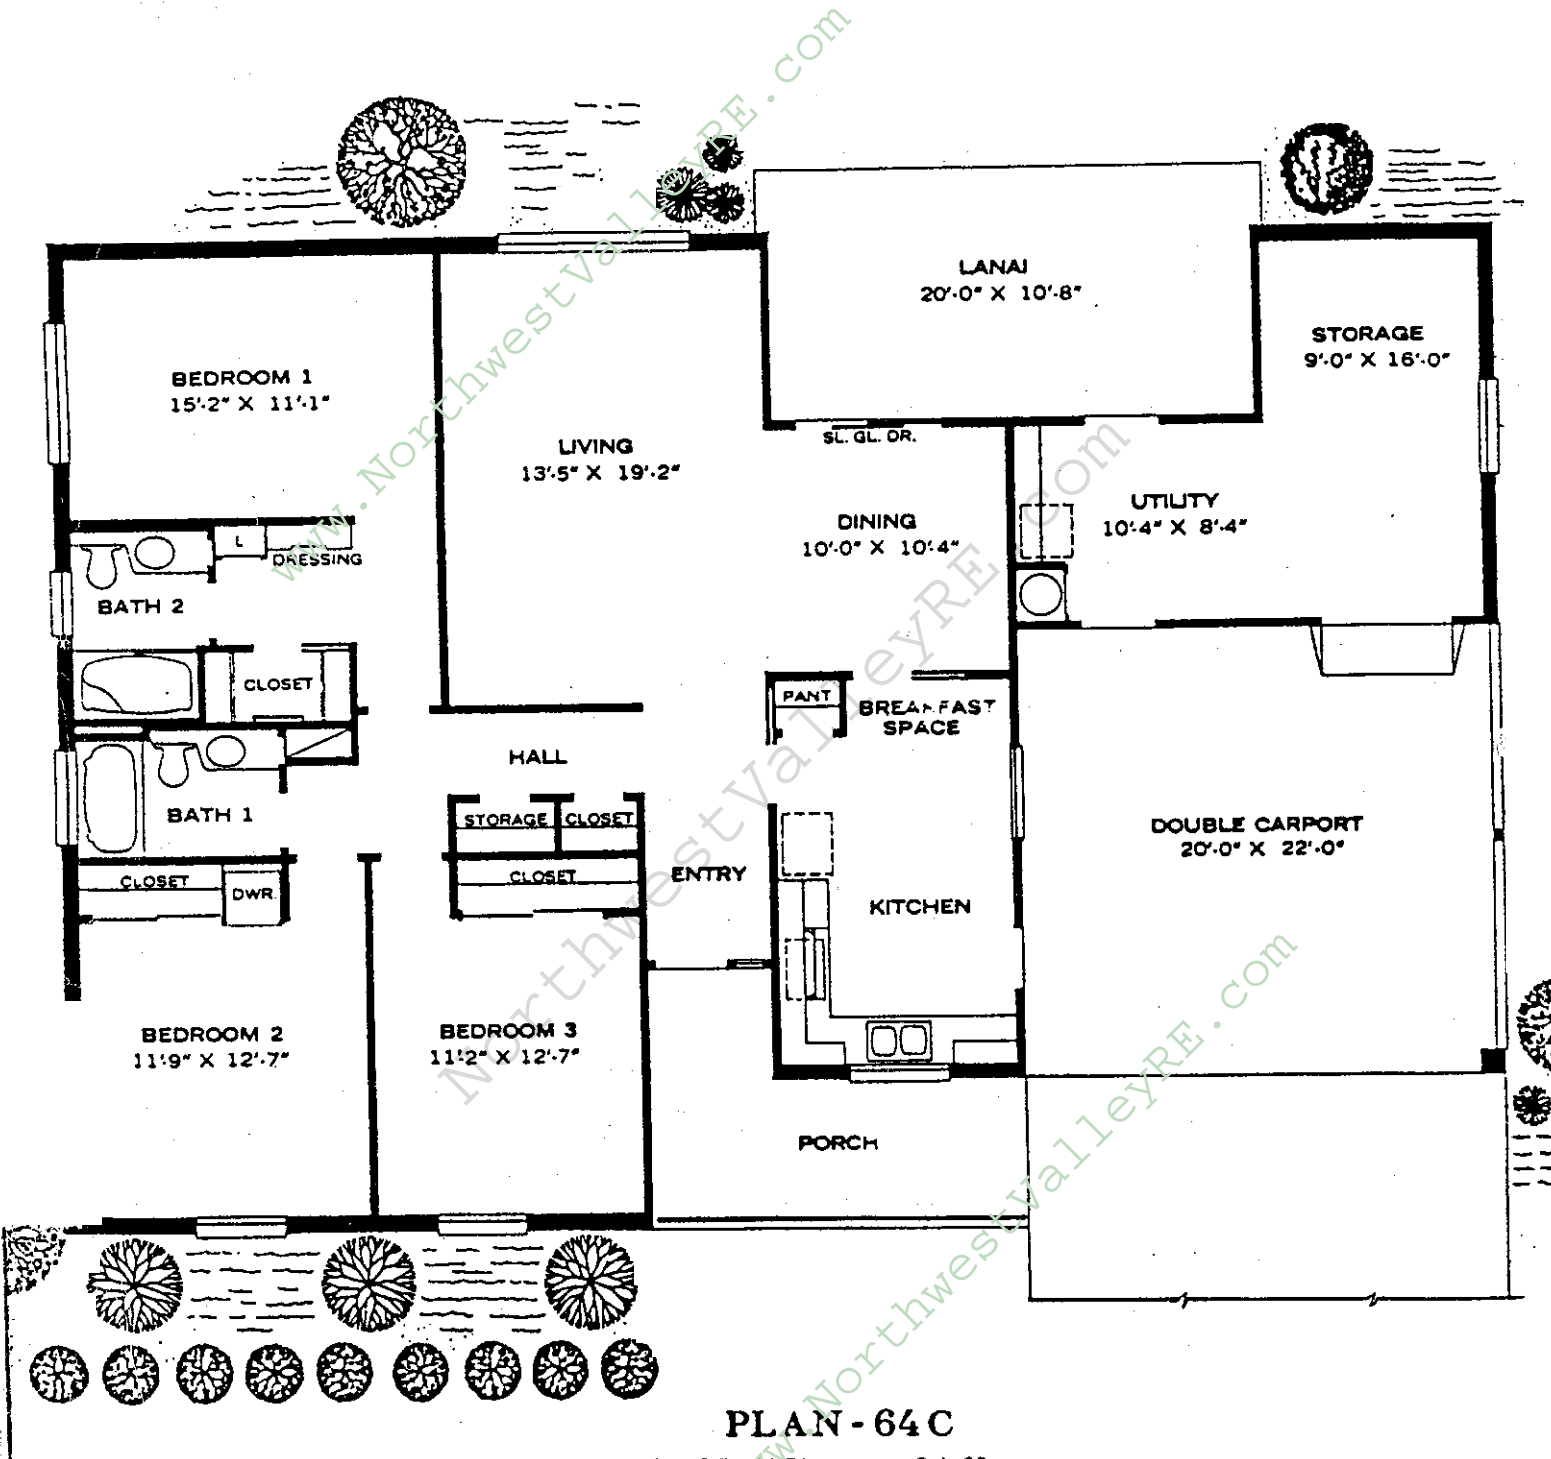 www.NorthwestValleyRE.com
LANAI
20'-0" X 10'-8"
STORAGE
9'-0" X 16'-0"
BEDROOM 1
15'-2" X 11'-1"
LIVING
13'-5" X 19'-2"
SL. GL. DR.
DINING
10'-0" X 10'-4"
UTILITY
10'-4" X 8'-4"
L
DRESSING
BATH 2
CLOSET
PANT
BREAKFAST
SPACE
HALL
BATH 1
STORAGE
CLOSET
DOUBLE CARPORT
20'-0" X 22'-0"
CLOSET
DWR.
CLOSET
ENTRY
KITCHEN
NorthwestValleyRE.com
BEDROOM 2
11'-9" X 12'-7"
BEDROOM 3
11'-2" X 12'-7"
PORCH
www.NorthwestValleyRE.com
PLAN-64C